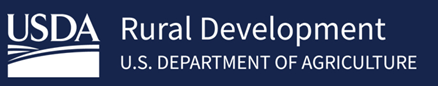 USDA
Rural Development
U.S. DEPARTMENT OF AGRICULTURE